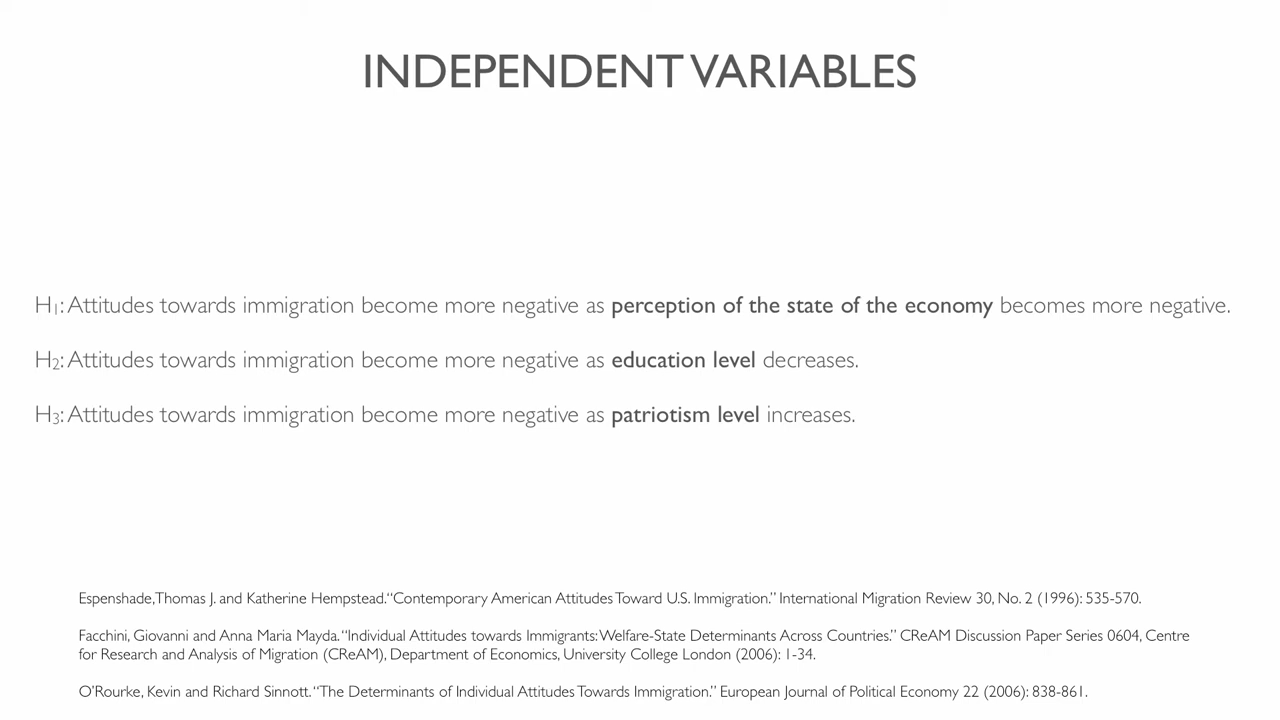 INDEPENDENT VARIABLES
H₁: Attitudes towards immigration become more negative as perception of the state of the economy becomes more negative.
H₂: Attitudes towards immigration become more negative as education level decreases.
H₃: Attitudes towards immigration become more negative as patriotism level increases.
Espenshade, Thomas J. and Katherine Hempstead. “Contemporary American Attitudes Toward U.S. Immigration.” International Migration Review 30, No. 2 (1996): 535-570.
Facchini, Giovanni and Anna Maria Mayda. “Individual Attitudes towards Immigrants: Welfare-State Determinants Across Countries.” CReAM Discussion Paper Series 0604, Centre
for Research and Analysis of Migration (CReAM), Department of Economics, University College London (2006): 1-34.
O’Rourke, Kevin and Richard Sinnott. “The Determinants of Individual Attitudes Towards Immigration.” European Journal of Political Economy 22 (2006): 838-861.